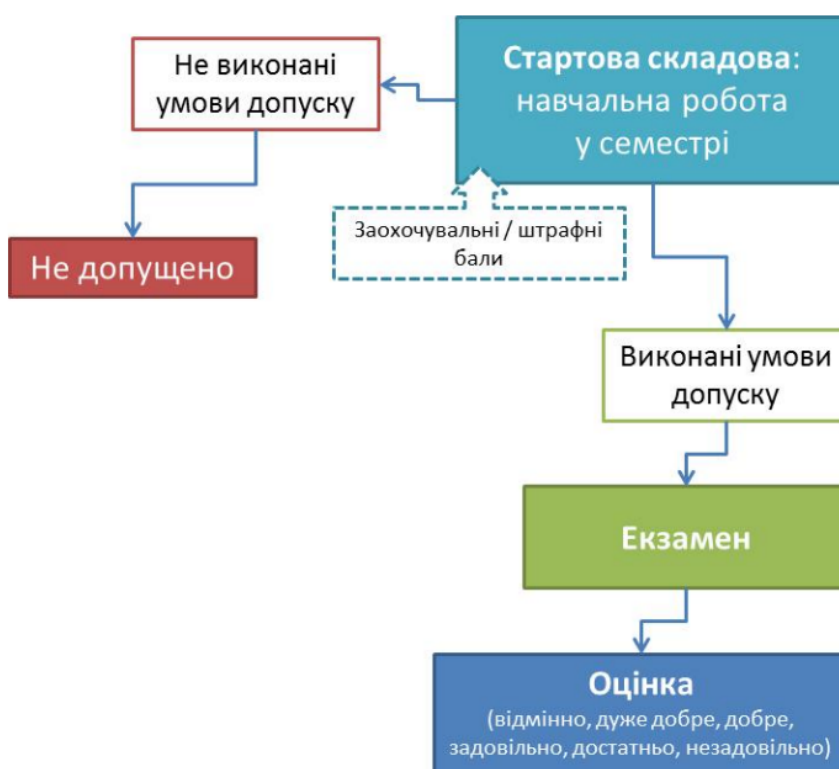 Не виконані
умови допуску
Стартова складова:
навчальна робота
у семестрі
Заохочувальні / штрафні
бали
Не допущено
Виконані умови
допуску
Екзамен
Оцінка
(відмінно, дуже добре, добре,
задовільно, достатньо, незадовільно)